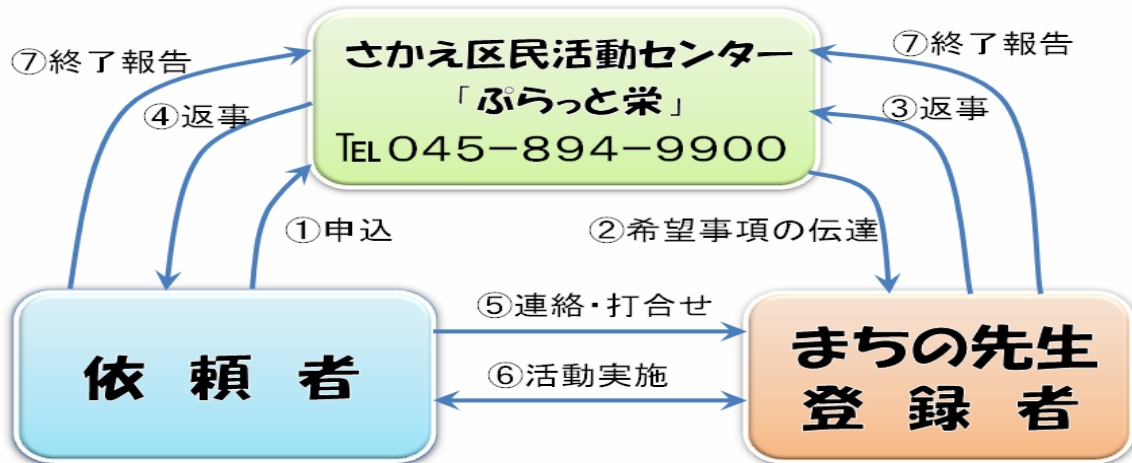 ⑦終了報告
さかえ区民活動センター
「ぷらっと栄」
℡045-894-9900
⑦終了報告
④返事
③返事
①申込
②希望事項の伝達
依頼者
⑤連絡・打合せ
⑥活動実施
まちの先生
登録者